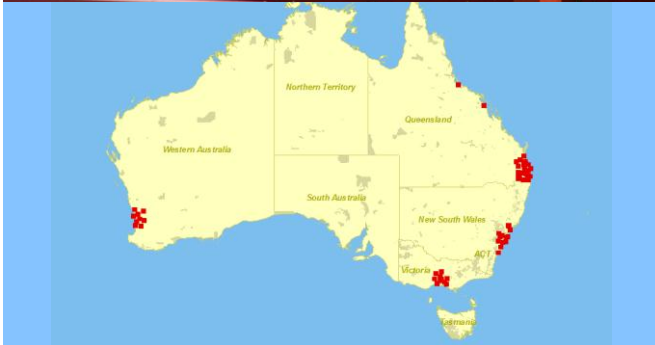 Northern Territory
Queensland
Western Australia
South Australia
New South Wales
ACT
Victoria
Tasmania